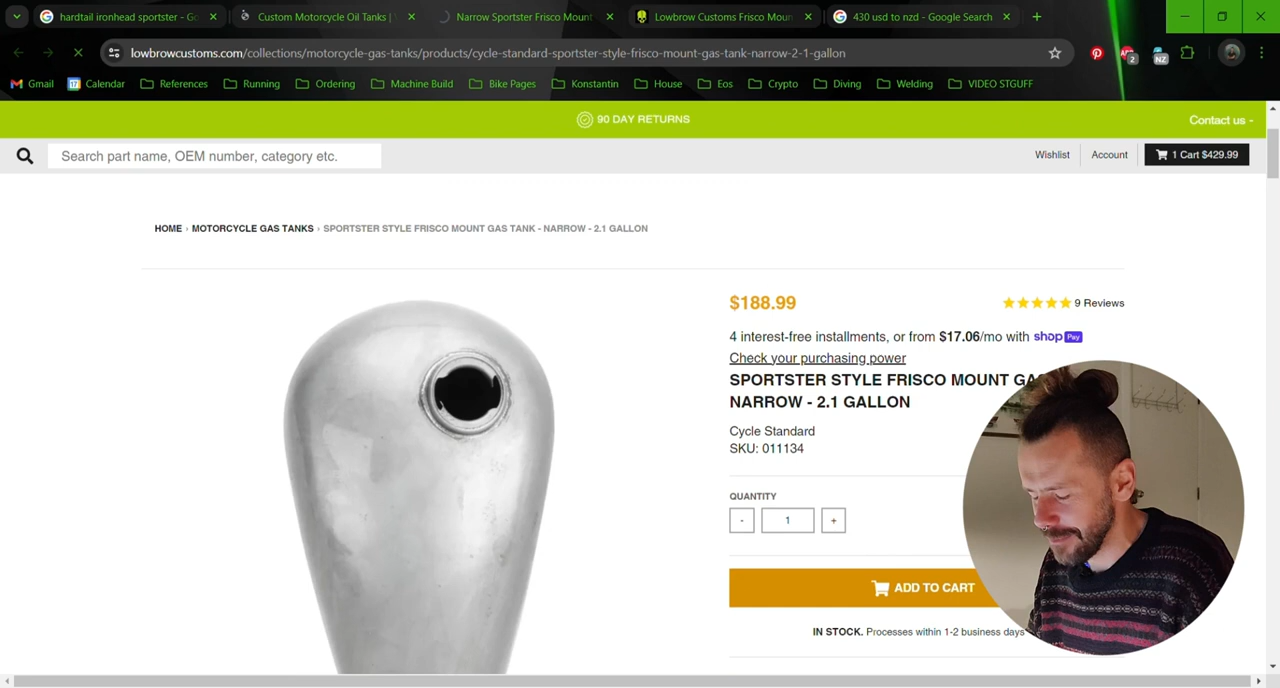 hardtail ironhead sportster - Go
Custom Motorcycle Oil Tanks |
Narrow Sportster Frisco Mount
Lowbrow Customs Frisco Moun
430 usd to nzd - Google Search
lowbrowcustoms.com/collections/motorcycle-gas-tanks/products/cycle-standard-sportster-style-frisco-mount-gas-tank-narrow-2-1-gallon
2
NZ
Gmail
17
Calendar
References
Running
Ordering
Machine Build
Bike Pages
Konstantin
House
Eos
Crypto
Diving
Welding
VIDEO STGUFF
90 DAY RETURNS
Contact us -
Search part name, OEM number, category etc.
Wishlist
Account
1 Cart $429.99
HOME › MOTORCYCLE GAS TANKS › SPORTSTER STYLE FRISCO MOUNT GAS TANK - NARROW - 2.1 GALLON
$188.99
9 Reviews
4 interest-free installments, or from $17.06/mo with shop Pay
Check your purchasing power
SPORTSTER STYLE FRISCO MOUNT GA
NARROW - 2.1 GALLON
Cycle Standard
SKU: 011134
QUANTITY
- 1 +
ADD TO CART
IN STOCK. Processes within 1-2 business days